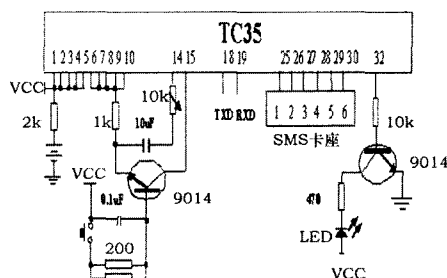 TC35
1 2 3 4 5 6 7 8 9 10 14 15 18 19 25 26 27 28 29 30 32
VCC
2k
1k
10uF
10k
TXD RXD
1 2 3 4 5 6
SMS卡座
10k
9014
VCC
0.1uF
9014
200
470
LED
VCC